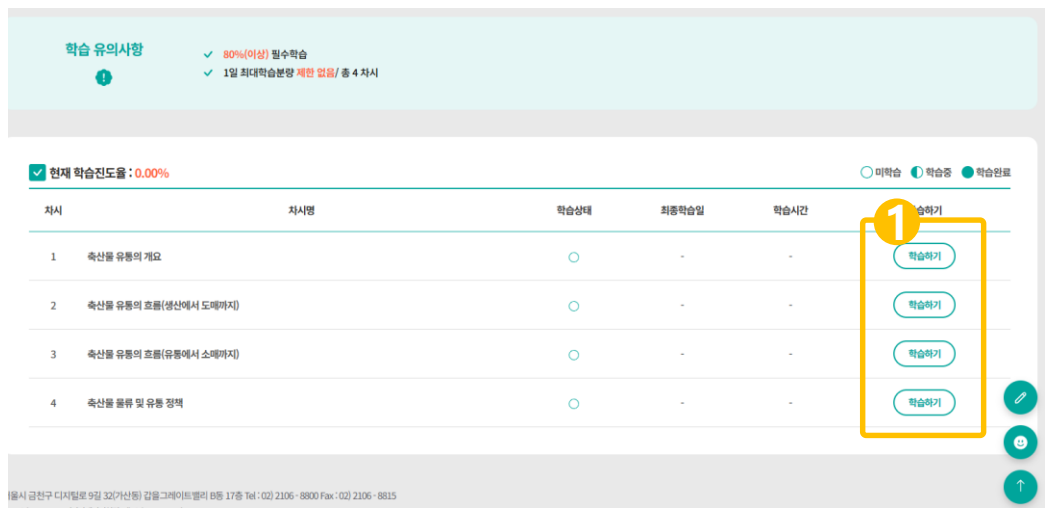 학습 유의사항
80%(이상) 필수학습
1일 최대학습분량 제한 없음/ 총 4 차시
현재 학습진도율 : 0.00%
미학습 학습중 학습완료
차시 차시명 학습상태 최종학습일 학습시간 습하기
1
1 축산물 유통의 개요 - - 학습하기
2 축산물 유통의 흐름(생산에서 도매까지) - - 학습하기
3 축산물 유통의 흐름(유통에서 소매까지) - - 학습하기
4 축산물 물류 및 유통 정책 - - 학습하기
울시 금천구 디지털로 9길 32(가산동) 갑을그레이트밸리 B동 17층 Tel : 02) 2106 - 8800 Fax : 02) 2106 - 8815